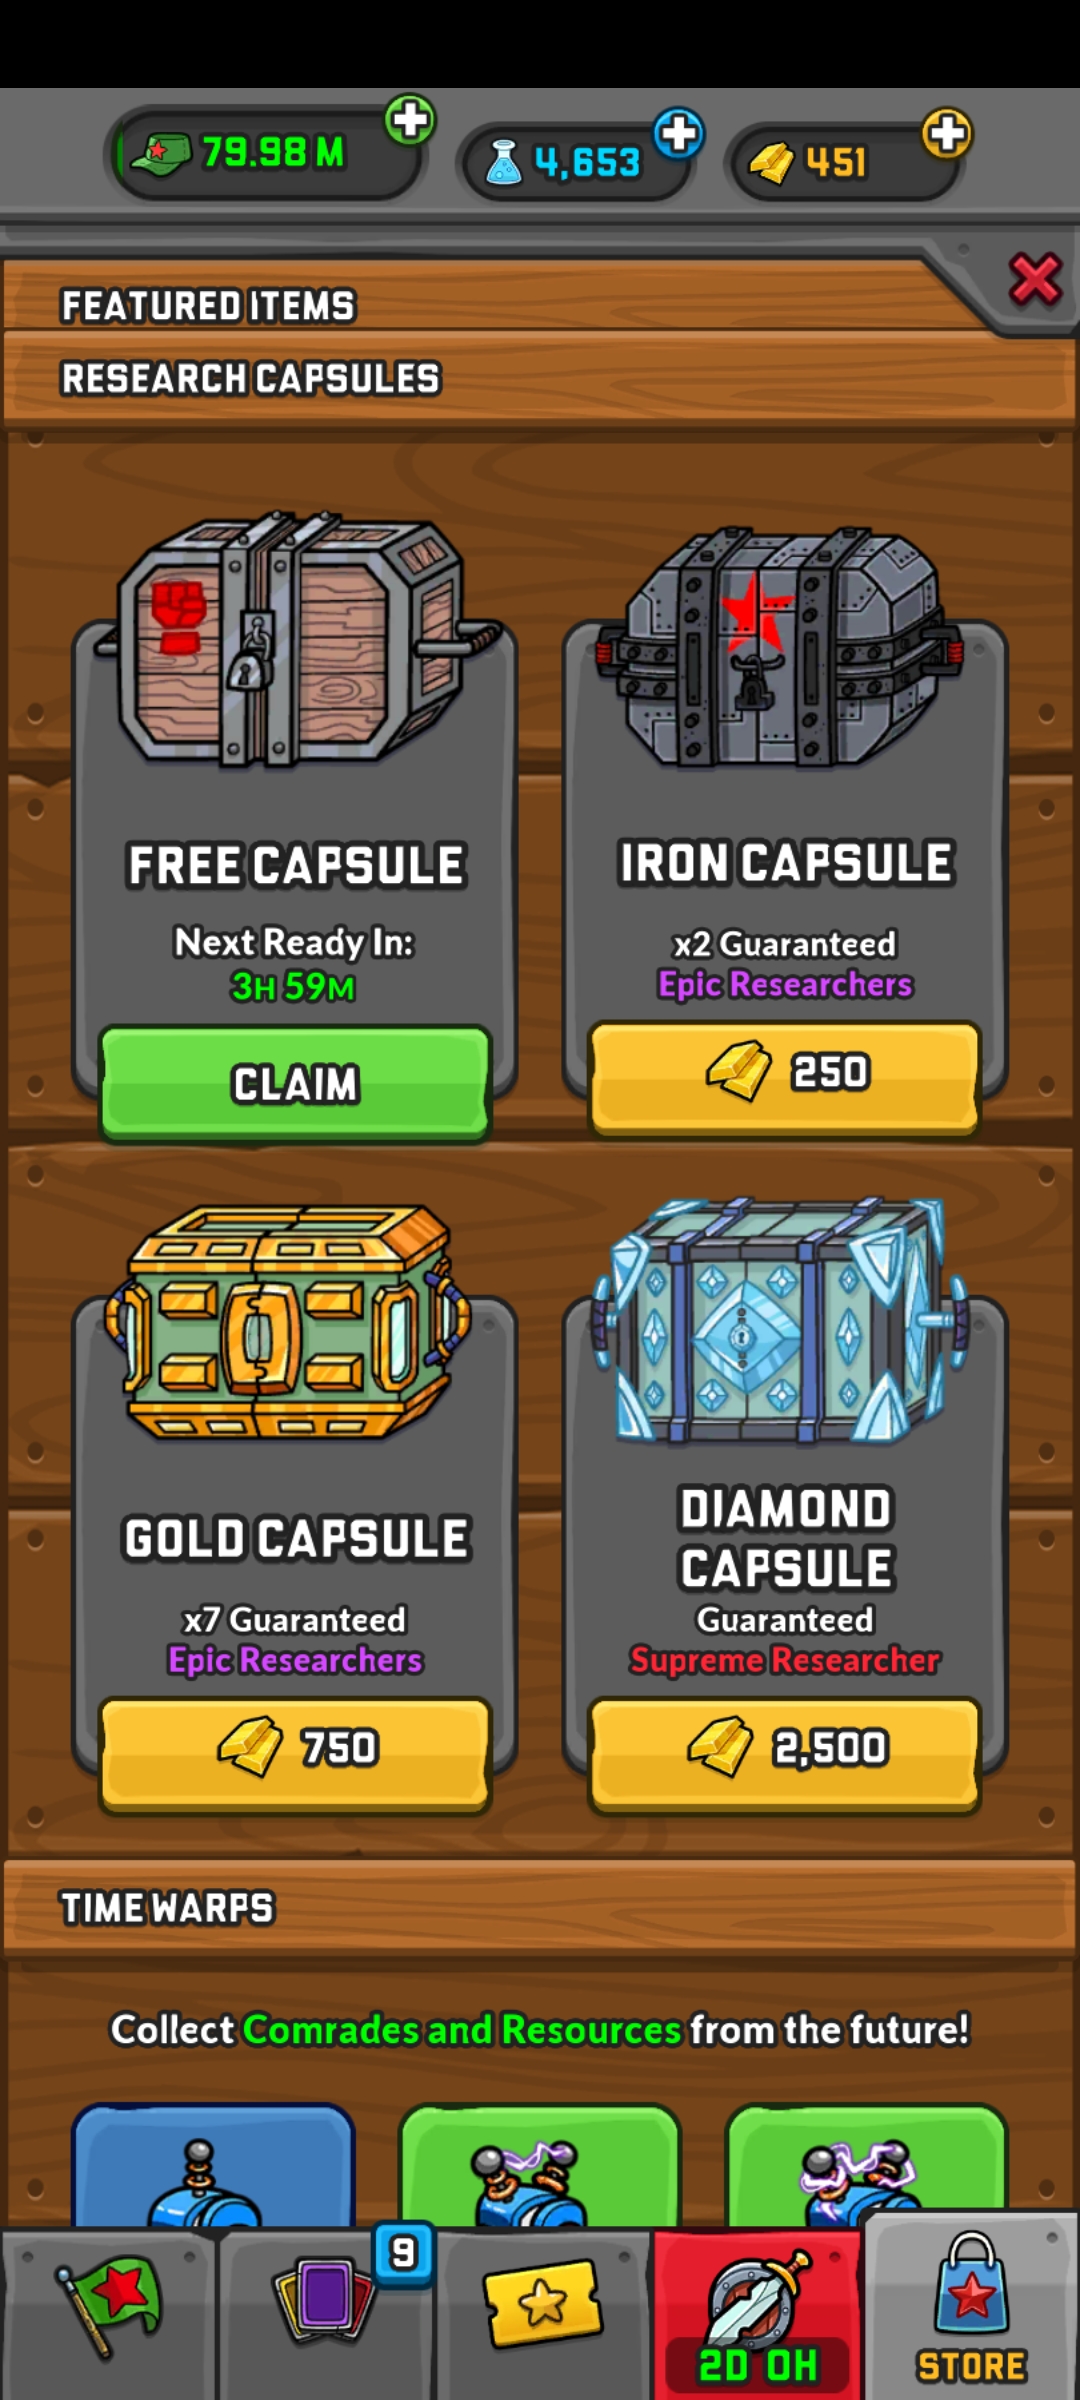 79.98 M
4,653
451
FEATURED ITEMS
RESEARCH CAPSULES
FREE CAPSULE
Next Ready In:
3H 59M
CLAIM
IRON CAPSULE
x2 Guaranteed
Epic Researchers
250
GOLD CAPSULE
x7 Guaranteed
Epic Researchers
750
DIAMOND
CAPSULE
Guaranteed
Supreme Researcher
2,500
TIME WARPS
Collect Comrades and Resources from the future!
9
2D 0H
STORE